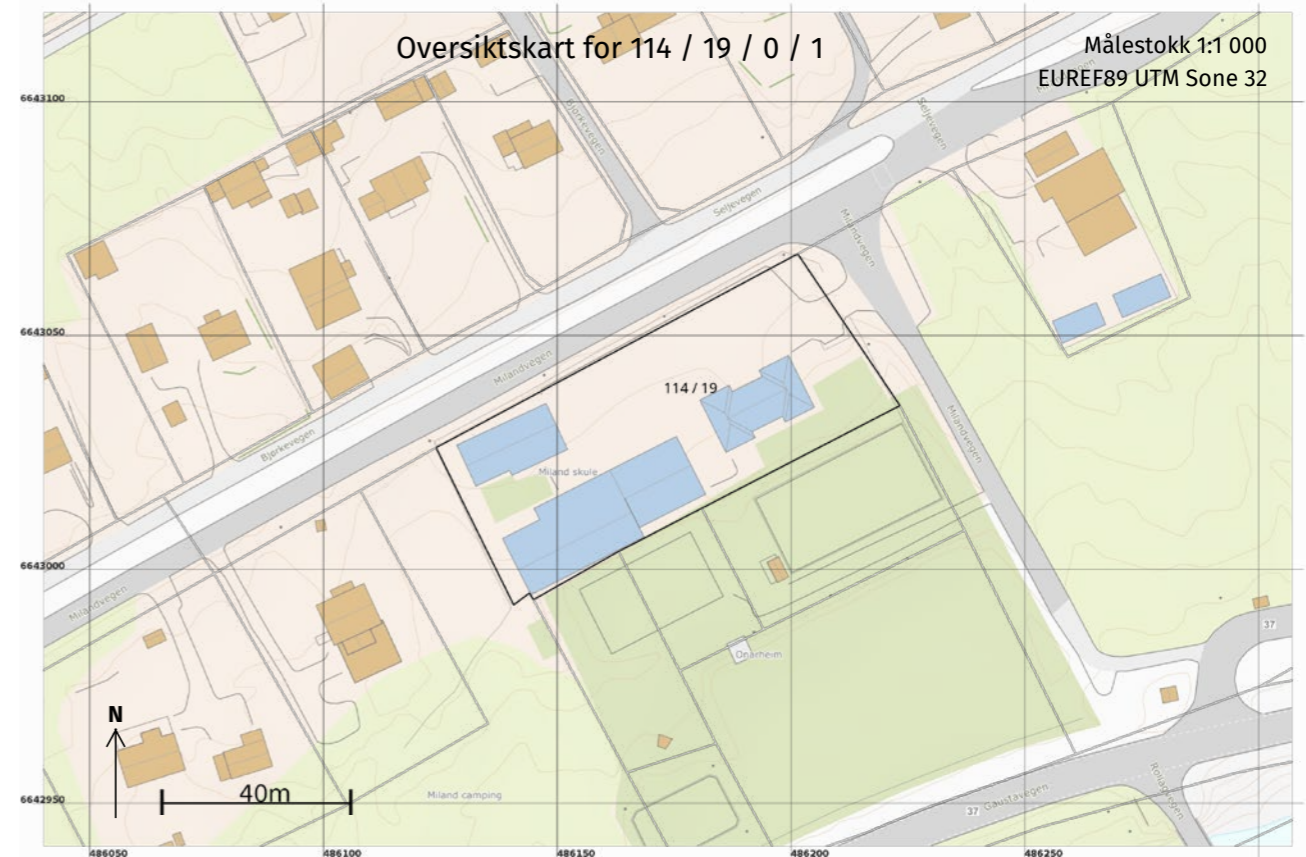 Oversiktskart for 114 / 19 / 0 / 1
Målestokk 1:1 000
EUREF89 UTM Sone 32
6643100
Bjørkevegen
Seljevegen
Seljevegen
Milandvegen
6643050
Milandvegen
114 / 19
Milandvegen
Bjørkevegen
Miland skule
6643000
Milandvegen
37
Onarheim
N
40m
6642950
Miland camping
37
Gaustavegen
Rollagvegen
486050
486100
486150
486200
486250